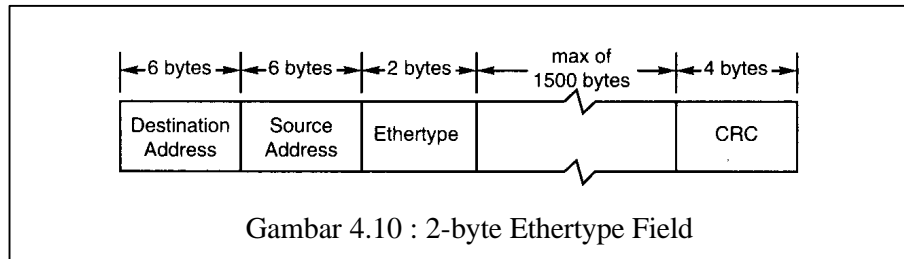 6 bytes 6 bytes 2 bytes max of 1500 bytes 4 bytes
Destination Address
Source Address
Ethertype
CRC
Gambar 4.10 : 2-byte Ethertype Field